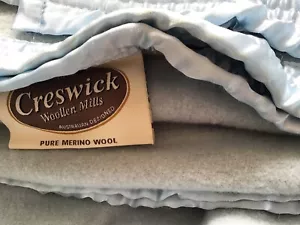 Creswick
Woollen Mills
AUSTRALIAN DESIGNED
PURE MERINO WOOL